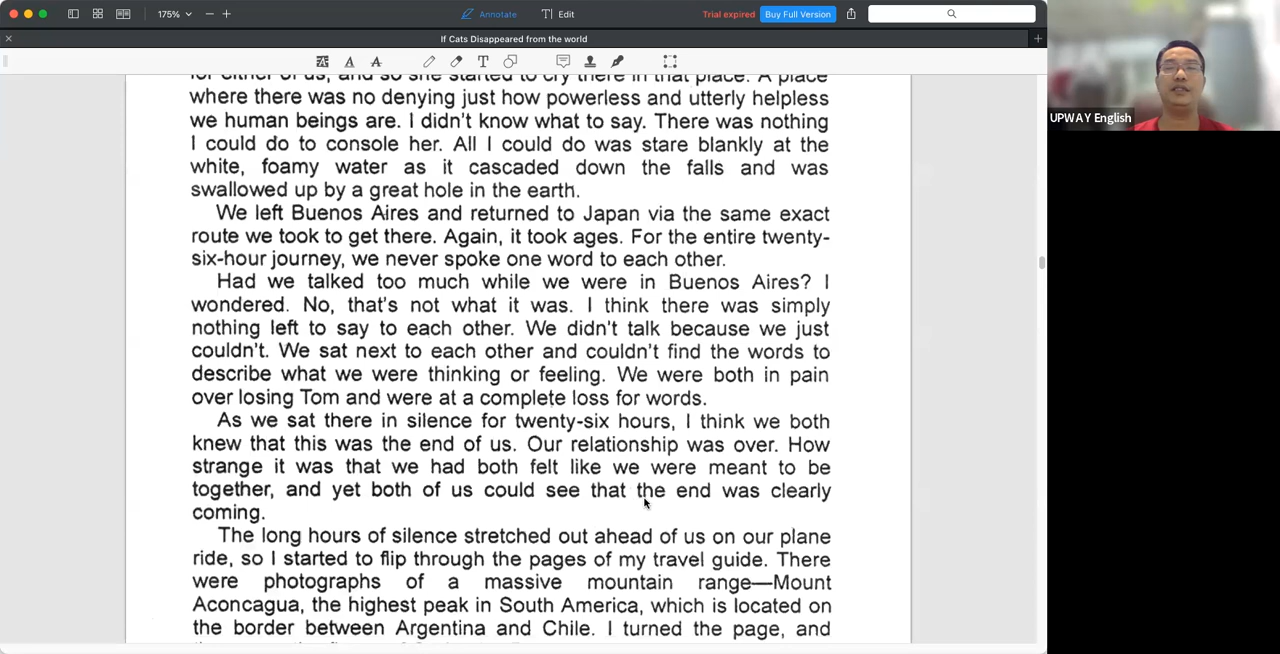 175%
Annotate
Edit
Trial expired
Buy Full Version
If Cats Disappeared from the world
for either of us, and so she started to cry there in that place. A place
where there was no denying just how powerless and utterly helpless
we human beings are. I didn't know what to say. There was nothing
I could do to console her. All I could do was stare blankly at the
white, foamy water as it cascaded down the falls and was
swallowed up by a great hole in the earth.
We left Buenos Aires and returned to Japan via the same exact
route we took to get there. Again, it took ages. For the entire twenty-
six-hour journey, we never spoke one word to each other.
Had we talked too much while we were in Buenos Aires? I
wondered. No, that's not what it was. I think there was simply
nothing left to say to each other. We didn't talk because we just
couldn't. We sat next to each other and couldn't find the words to
describe what we were thinking or feeling. We were both in pain
over losing Tom and were at a complete loss for words.
As we sat there in silence for twenty-six hours, I think we both
knew that this was the end of us. Our relationship was over. How
strange it was that we had both felt like we were meant to be
together, and yet both of us could see that the end was clearly
coming.
The long hours of silence stretched out ahead of us on our plane
ride, so I started to flip through the pages of my travel guide. There
were photographs of a massive mountain range—Mount
Aconcagua, the highest peak in South America, which is located on
the border between Argentina and Chile. I turned the page, and
UPWAY English